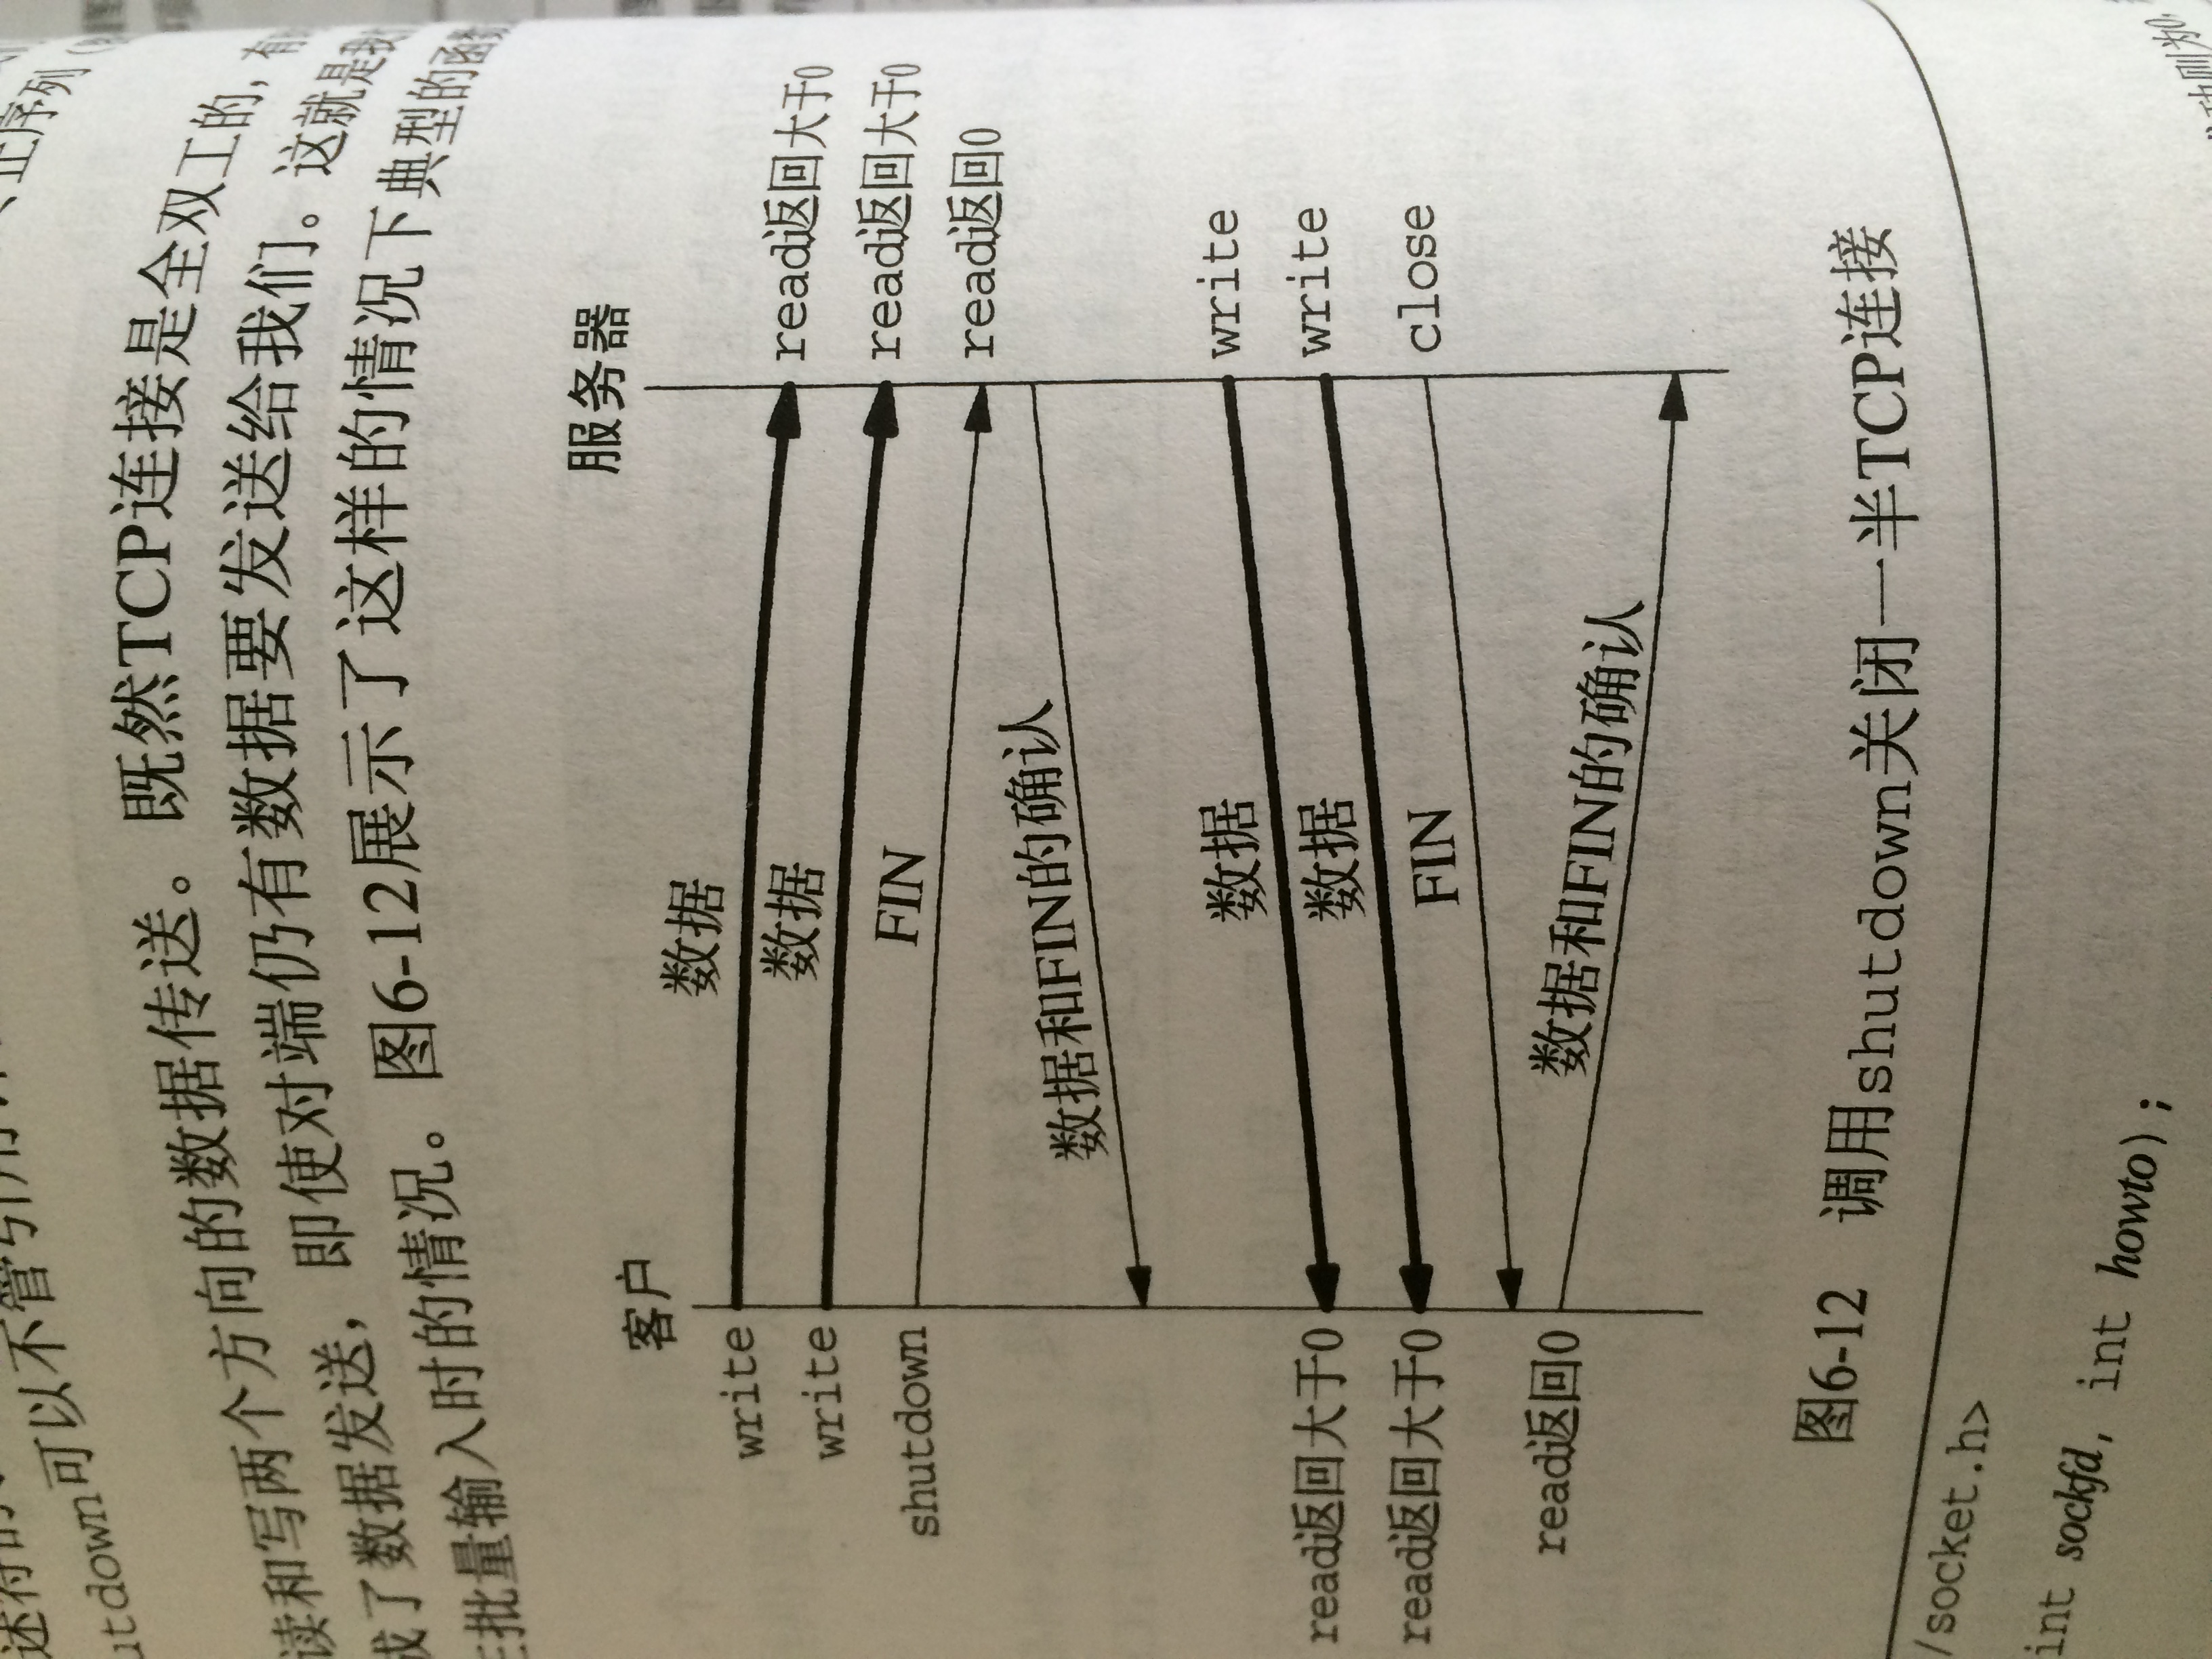 述符的
utdown可以不管引用
止序列
读和写两个方向的数据传送。既然TCP连接是全双工的，有
成了数据发送，即使对端仍有数据要发送给我们。这就是我
批量输入时的情况。图6-12展示了这样的情况下典型的函数
客户
服务器
数据
write
read返回大于0
数据
write
read返回大于0
FIN
shutdown
read返回0
数据和FIN的确认
数据
write
read返回大于0
数据
write
read返回大于0
FIN
close
read返回0
数据和FIN的确认
图6-12 调用shutdown关闭一半TCP连接
/socket.h>
int sockfd, int howto);
则为0,